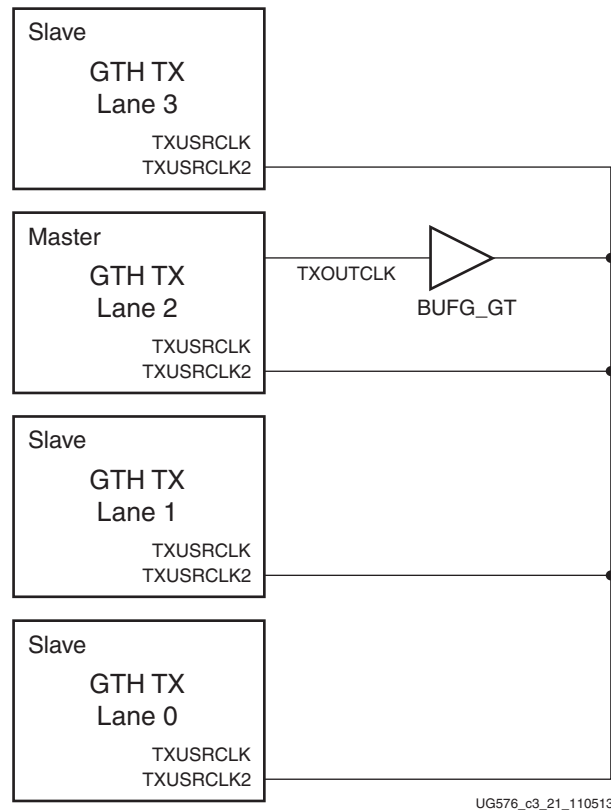 Slave
GTH TX
Lane 3
TXUSRCLK
TXUSRCLK2
Master
GTH TX
Lane 2
TXOUTCLK
BUFG_GT
TXUSRCLK
TXUSRCLK2
Slave
GTH TX
Lane 1
TXUSRCLK
TXUSRCLK2
Slave
GTH TX
Lane 0
TXUSRCLK
TXUSRCLK2
UG576_c3_21_110513